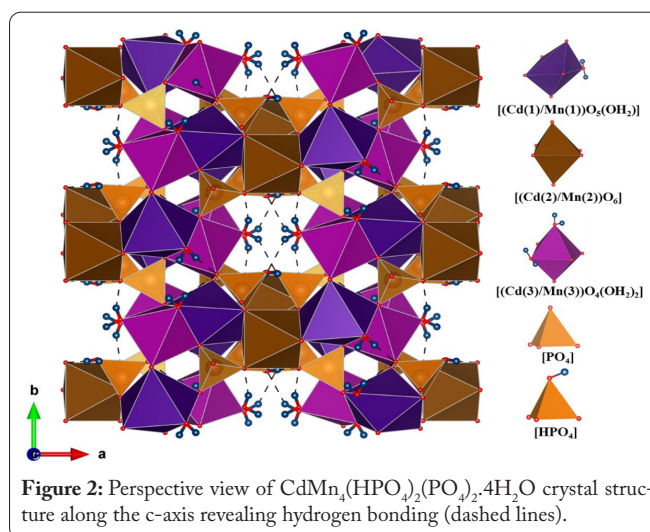 [(Cd(1)/Mn(1))O₅(OH₂)]
[(Cd(2)/Mn(2))O₆]
[(Cd(3)/Mn(3))O₄(OH₂)₂]
[PO₄]
[HPO₄]
b
a
Figure 2: Perspective view of CdMn₄(HPO₄)₂(PO₄)₂.4H₂O crystal struc-
ture along the c-axis revealing hydrogen bonding (dashed lines).